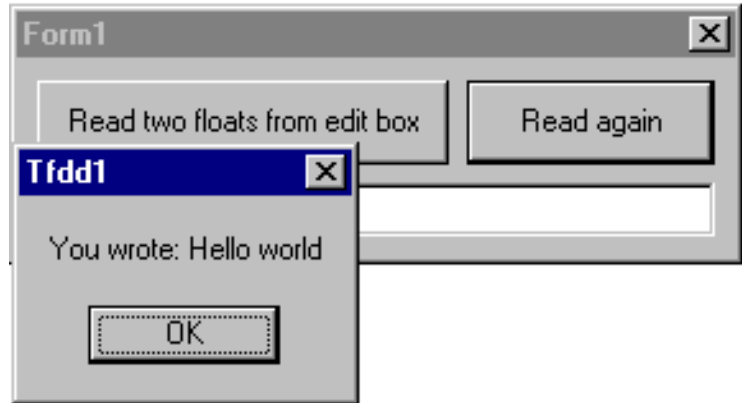 Form1
Read two floats from edit box
Read again
Tfdd1
You wrote: Hello world
OK